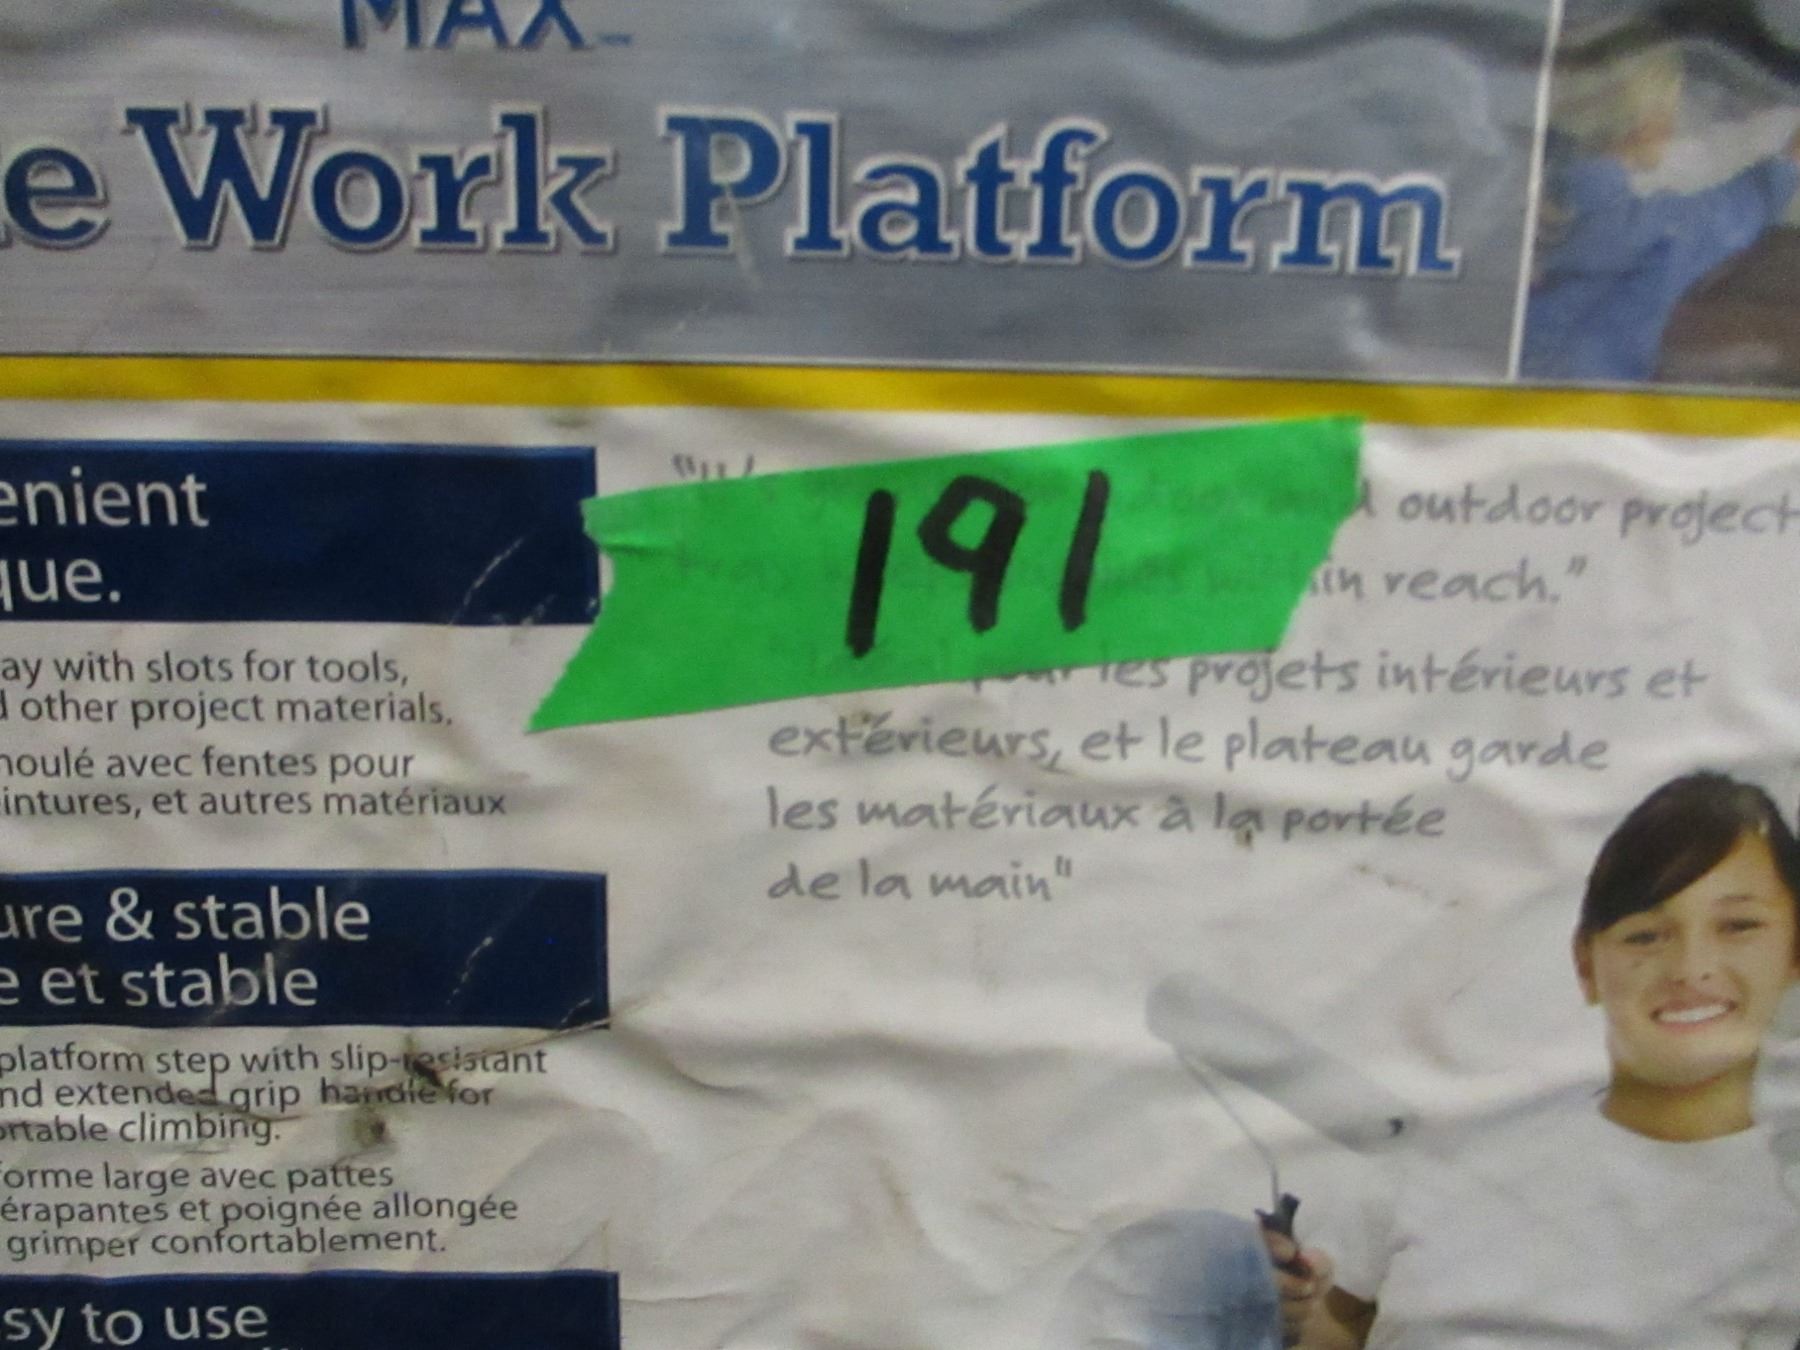 MAX
e Work Platform
enient
que.
191
outdoor project
in reach."
les projets intérieurs et
extérieurs, et le plateau garde
les matériaux à la portée
de la main"
ay with slots for tools,
d other project materials.
moulé avec fentes pour
intures, et autres matériaux
ure & stable
e et stable
platform step with slip-resistant
nd extended grip handle for
ortable climbing.
forme large avec pattes
érapantes et poignée allongée
grimper confortablement.
sy to use